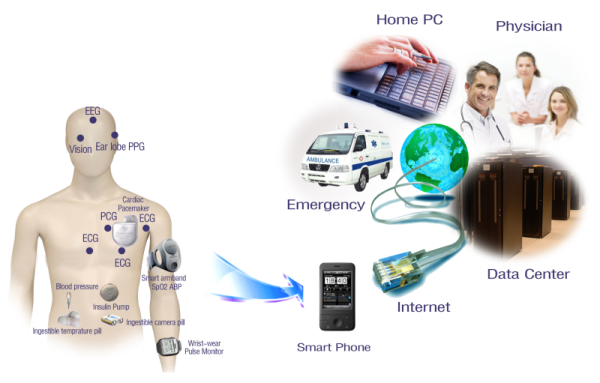 Home PC
Physician
EEG
Vision
Ear lobe PPG
AMBULANCE
Cardiac
Pacemaker
PCG
ECG
ECG
ECG
Emergency
Smart armband
SpO2 ABP
Data Center
Blood pressure
Insulin Pump
Internet
Ingestible temprature pill
Ingestible camera pill
Smart Phone
Wrist-wear
Pulse Monitor